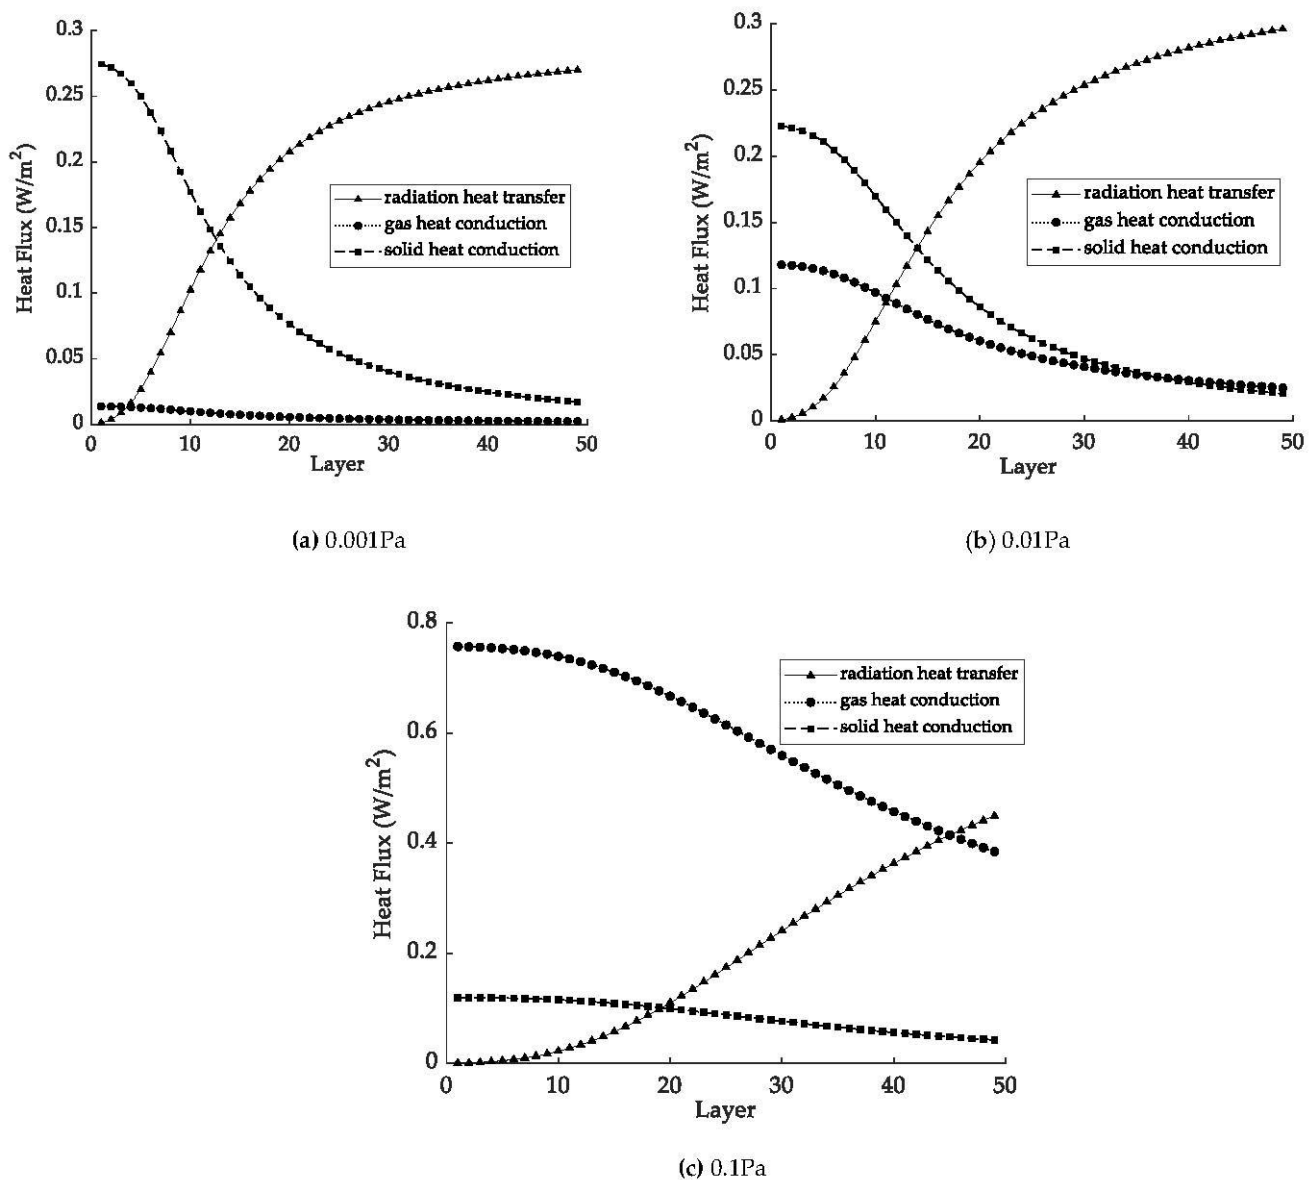 0.3
0.25
0.2
0.15
0.1
0.05
0
Heat Flux (W/m²)
radiation heat transfer
gas heat conduction
solid heat conduction
0 10 20 30 40 50
Layer
(a) 0.001Pa
0.3
0.25
0.2
0.15
0.1
0.05
0
Heat Flux (W/m²)
radiation heat transfer
gas heat conduction
solid heat conduction
0 10 20 30 40 50
Layer
(b) 0.01Pa
0.8
0.6
0.4
0.2
0
Heat Flux (W/m²)
radiation heat transfer
gas heat conduction
solid heat conduction
0 10 20 30 40 50
Layer
(c) 0.1Pa